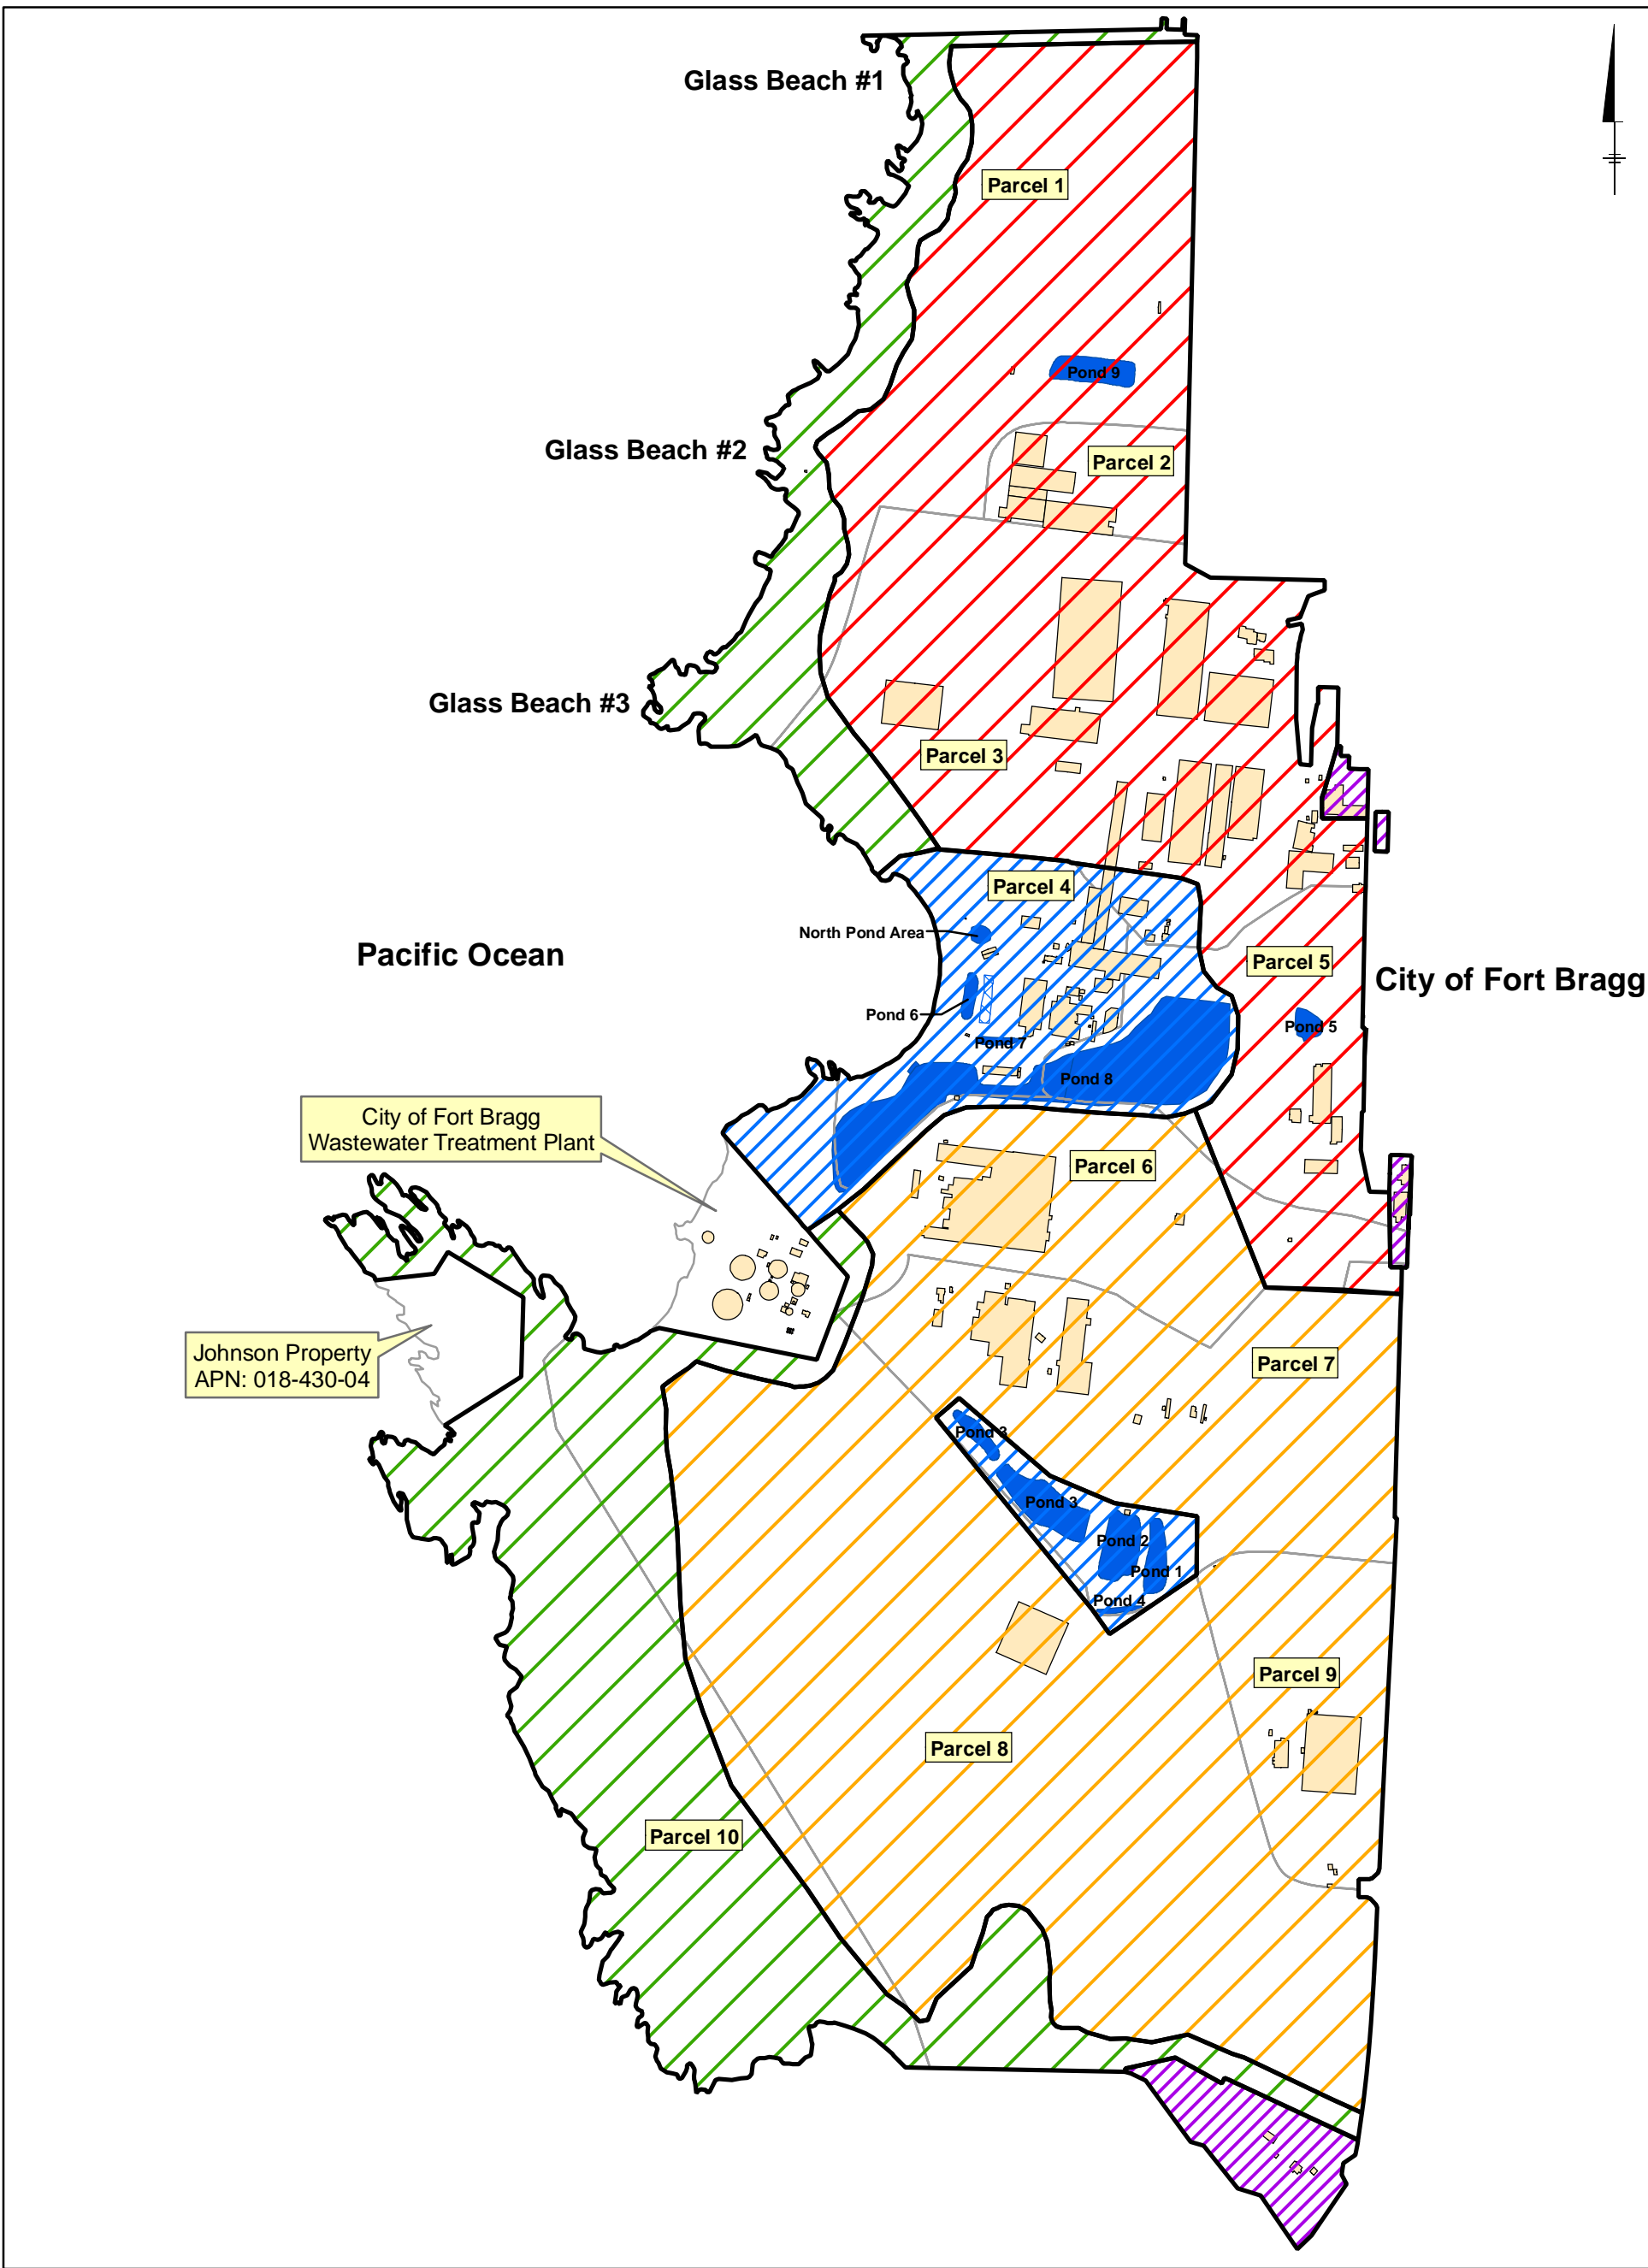 Glass Beach #1
Parcel 1
Pond 9
Glass Beach #2
Parcel 2
Glass Beach #3
Parcel 3
Parcel 4
North Pond Area
Pacific Ocean
Parcel 5
City of Fort Bragg
Pond 6
Pond 5
Pond 7
Pond 8
City of Fort Bragg
Wastewater Treatment Plant
Parcel 6
Johnson Property
APN: 018-430-04
Parcel 7
Pond 3
Pond 3
Pond 2
Pond 1
Pond 4
Parcel 9
Parcel 8
Parcel 10